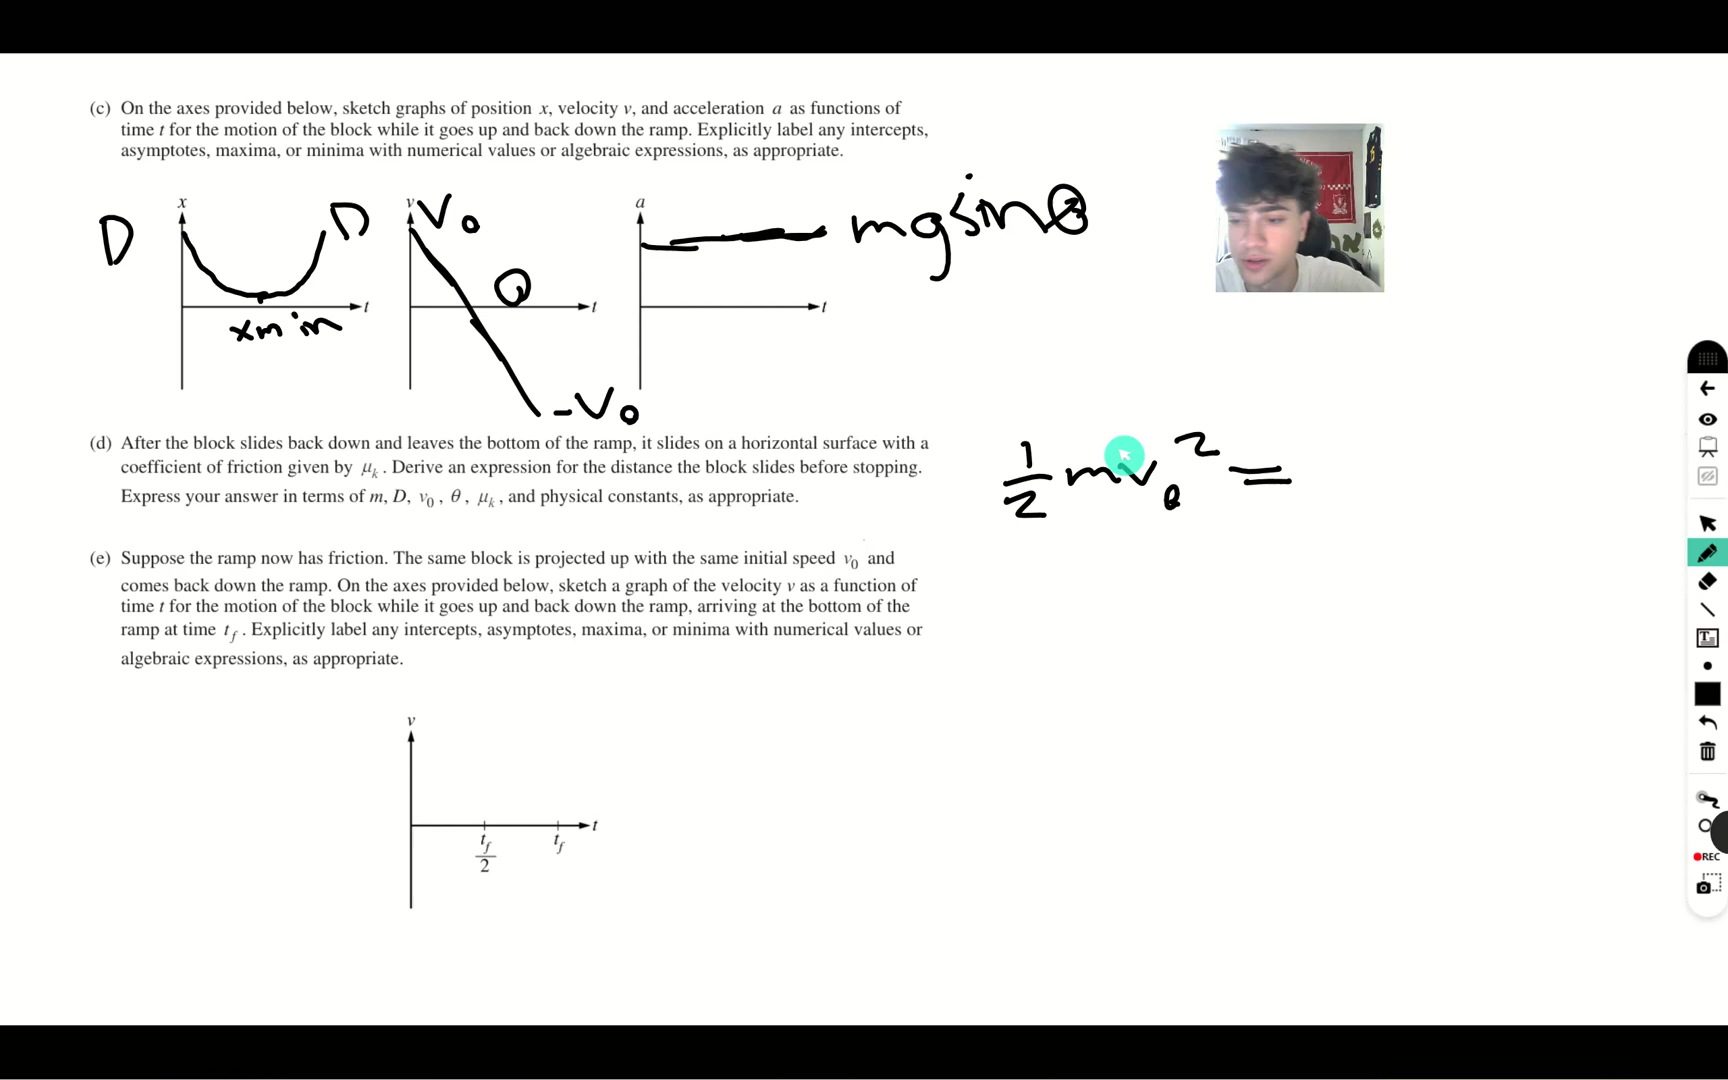 (c) On the axes provided below, sketch graphs of position x, velocity v, and acceleration a as functions of
time t for the motion of the block while it goes up and back down the ramp. Explicitly label any intercepts,
asymptotes, maxima, or minima with numerical values or algebraic expressions, as appropriate.
D
x
D
t
xmin
v
V₀
0
t
-V₀
a
mgsinθ
t
(d) After the block slides back down and leaves the bottom of the ramp, it slides on a horizontal surface with a
coefficient of friction given by μₖ. Derive an expression for the distance the block slides before stopping.
Express your answer in terms of m, D, v₀, θ, μₖ, and physical constants, as appropriate.
½mv₀² =
(e) Suppose the ramp now has friction. The same block is projected up with the same initial speed v₀ and
comes back down the ramp. On the axes provided below, sketch a graph of the velocity v as a function of
time t for the motion of the block while it goes up and back down the ramp, arriving at the bottom of the
ramp at time t_f. Explicitly label any intercepts, asymptotes, maxima, or minima with numerical values or
algebraic expressions, as appropriate.
v
t
t_f/2
t_f
REC